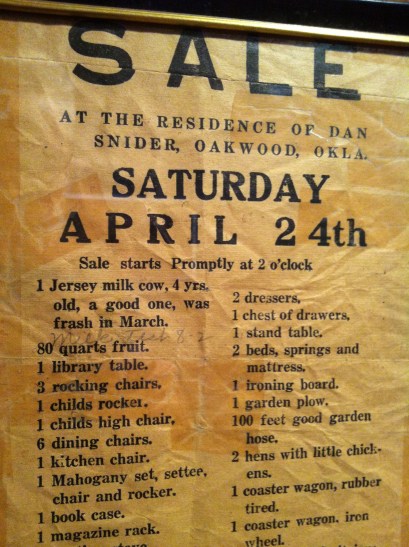 SALE
AT THE RESIDENCE OF DAN
SNIDER, OAKWOOD, OKLA.
SATURDAY
APRIL 24th
Sale starts Promptly at 2 o'clock
1 Jersey milk cow, 4 yrs.
old, a good one, was
frash in March.
80 quarts fruit.
1 library table.
3 rocking chairs,
1 childs rocker.
1 childs high chair,
6 dining chairs.
1 kitchen chair.
1 Mahogany set, setter,
chair and rocker.
1 book case.
1 magazine rack.
2 dressers,
1 chest of drawers,
1 stand table.
2 beds, springs and
mattress.
1 ironing board.
1 garden plow.
100 feet good garden
hose.
2 hens with little chick-
ens.
1 coaster wagon, rubber
tired.
1 coaster wagon. iron
wheel.